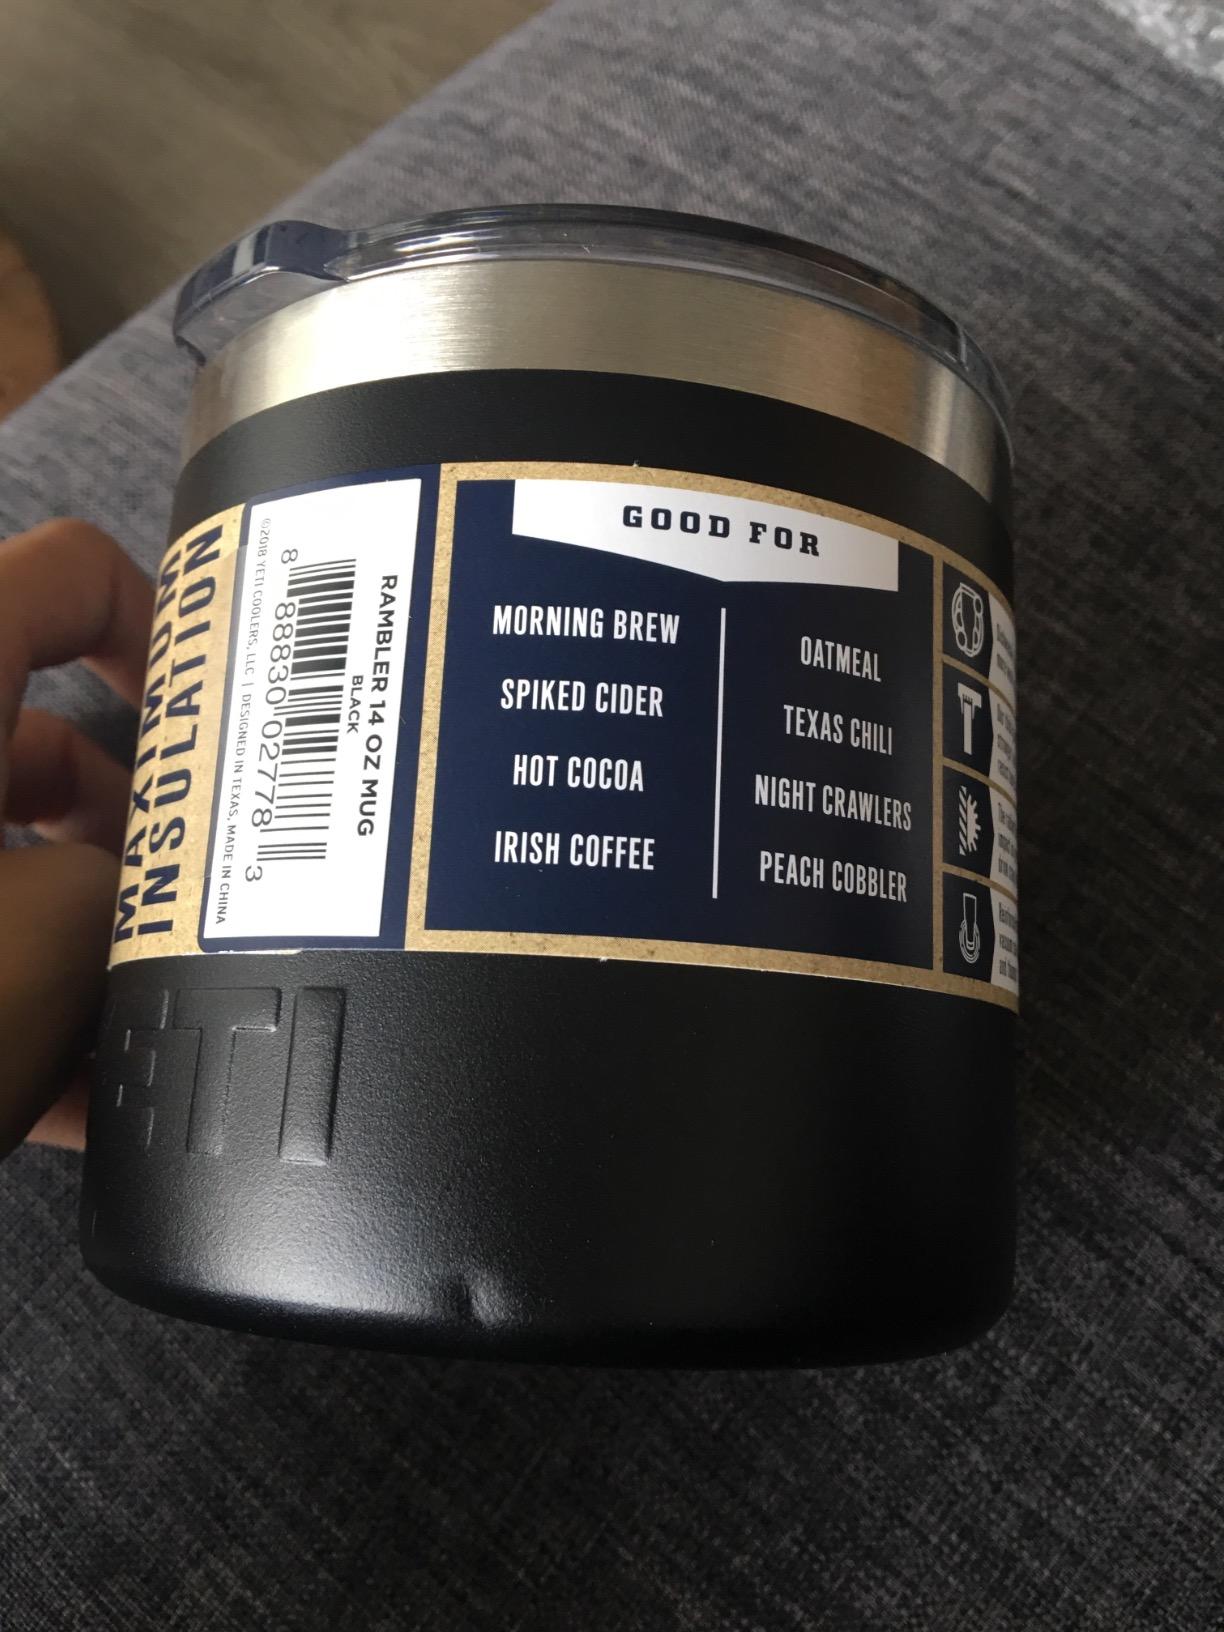 MAXIMUM
INSULATION
RAMBLER 14 OZ MUG
BLACK
8 88830 02778 3
©2018 YETI COOLERS, LLC | DESIGNED IN TEXAS, MADE IN CHINA
GOOD FOR
MORNING BREW
SPIKED CIDER
HOT COCOA
IRISH COFFEE
OATMEAL
TEXAS CHILI
NIGHT CRAWLERS
PEACH COBBLER
ETI